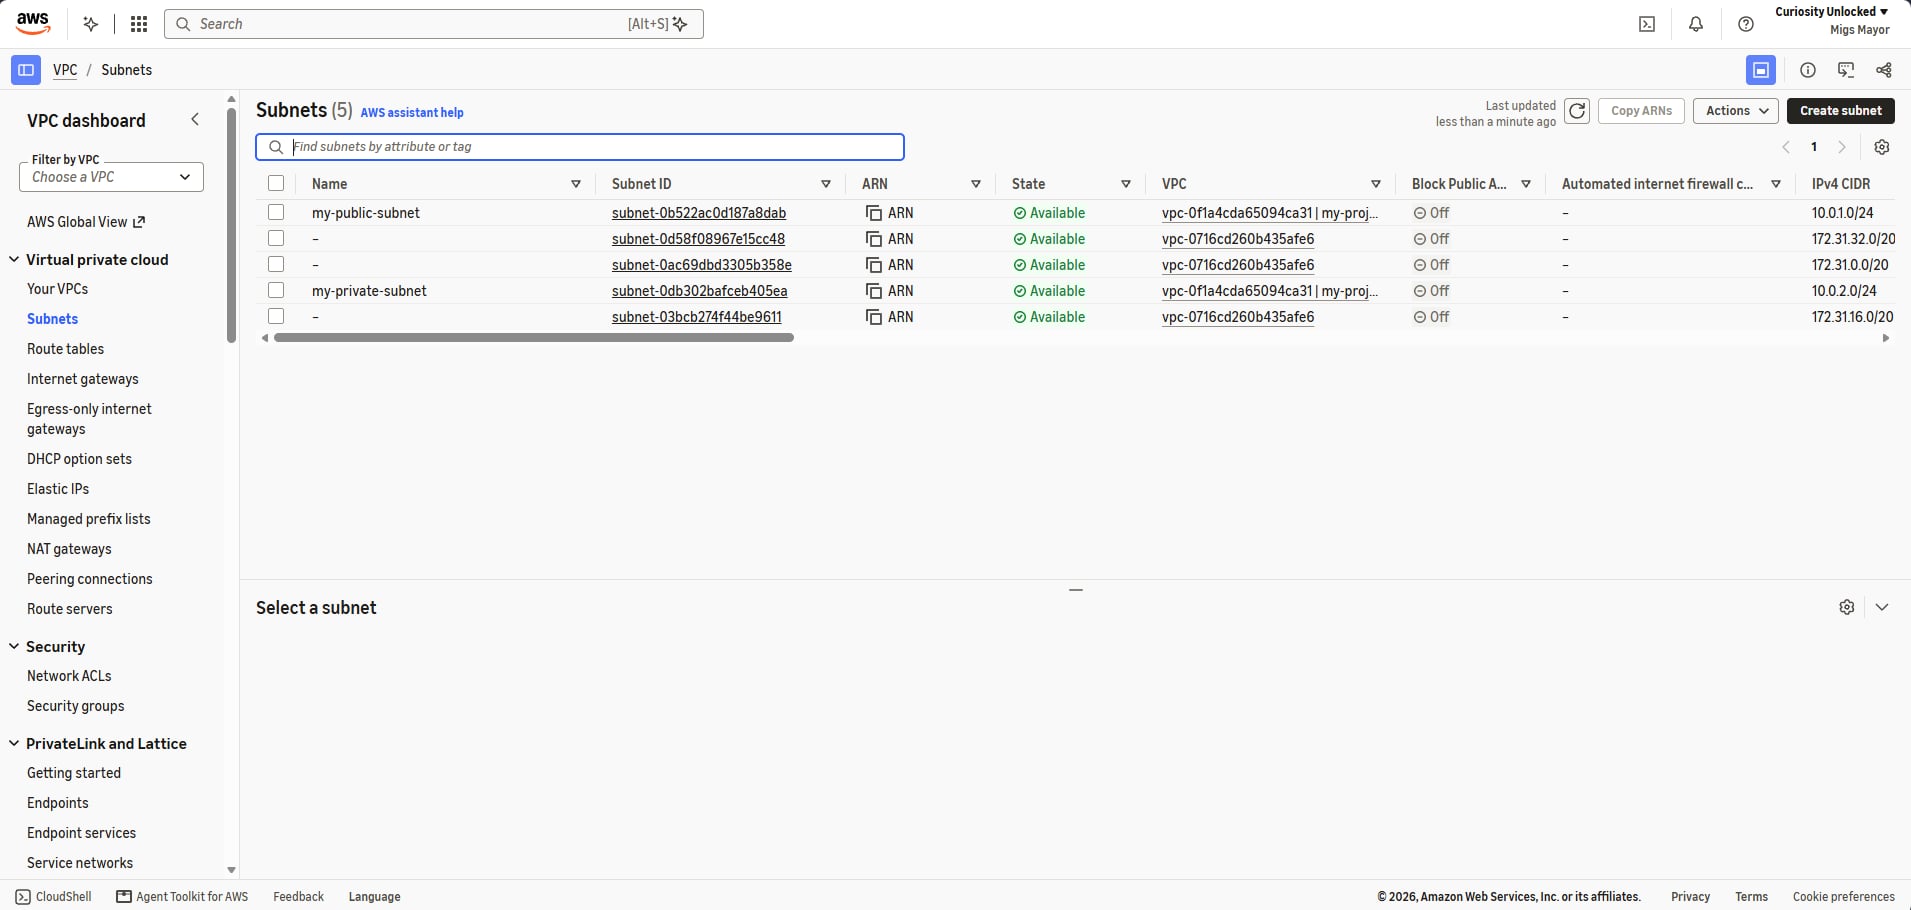 aws
Search [Alt+S]
Curiosity Unlocked
Migs Mayor
VPC / Subnets
VPC dashboard
Filter by VPC
Choose a VPC
AWS Global View
Virtual private cloud
Your VPCs
Subnets
Route tables
Internet gateways
Egress-only internet
gateways
DHCP option sets
Elastic IPs
Managed prefix lists
NAT gateways
Peering connections
Route servers
Security
Network ACLs
Security groups
PrivateLink and Lattice
Getting started
Endpoints
Endpoint services
Service networks
Subnets (5) AWS assistant help
Last updated
less than a minute ago
Copy ARNs
Actions
Create subnet
Find subnets by attribute or tag
1
Name Subnet ID ARN State VPC Block Public A... Automated internet firewall c... IPv4 CIDR
my-public-subnet subnet-0b522ac0d187a8dab ARN Available vpc-0f1a4cda65094ca31 | my-proj... Off – 10.0.1.0/24
– subnet-0d58f08967e15cc48 ARN Available vpc-0716cd260b435afe6 Off – 172.31.32.0/20
– subnet-0ac69dbd3305b358e ARN Available vpc-0716cd260b435afe6 Off – 172.31.0.0/20
my-private-subnet subnet-0db302bafceb405ea ARN Available vpc-0f1a4cda65094ca31 | my-proj... Off – 10.0.2.0/24
– subnet-03bcb274f44be9611 ARN Available vpc-0716cd260b435afe6 Off – 172.31.16.0/20
Select a subnet
CloudShell Agent Toolkit for AWS Feedback Language
© 2026, Amazon Web Services, Inc. or its affiliates. Privacy Terms Cookie preferences